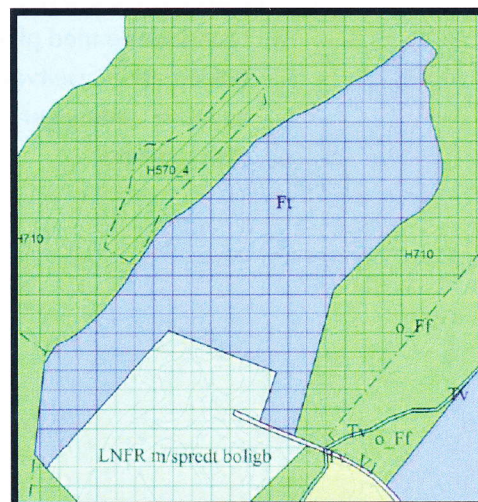 H570_4
Ft
H710
H710
o_Ff
Tv
Tv
o_Ff
LNFR m/spredt boligb